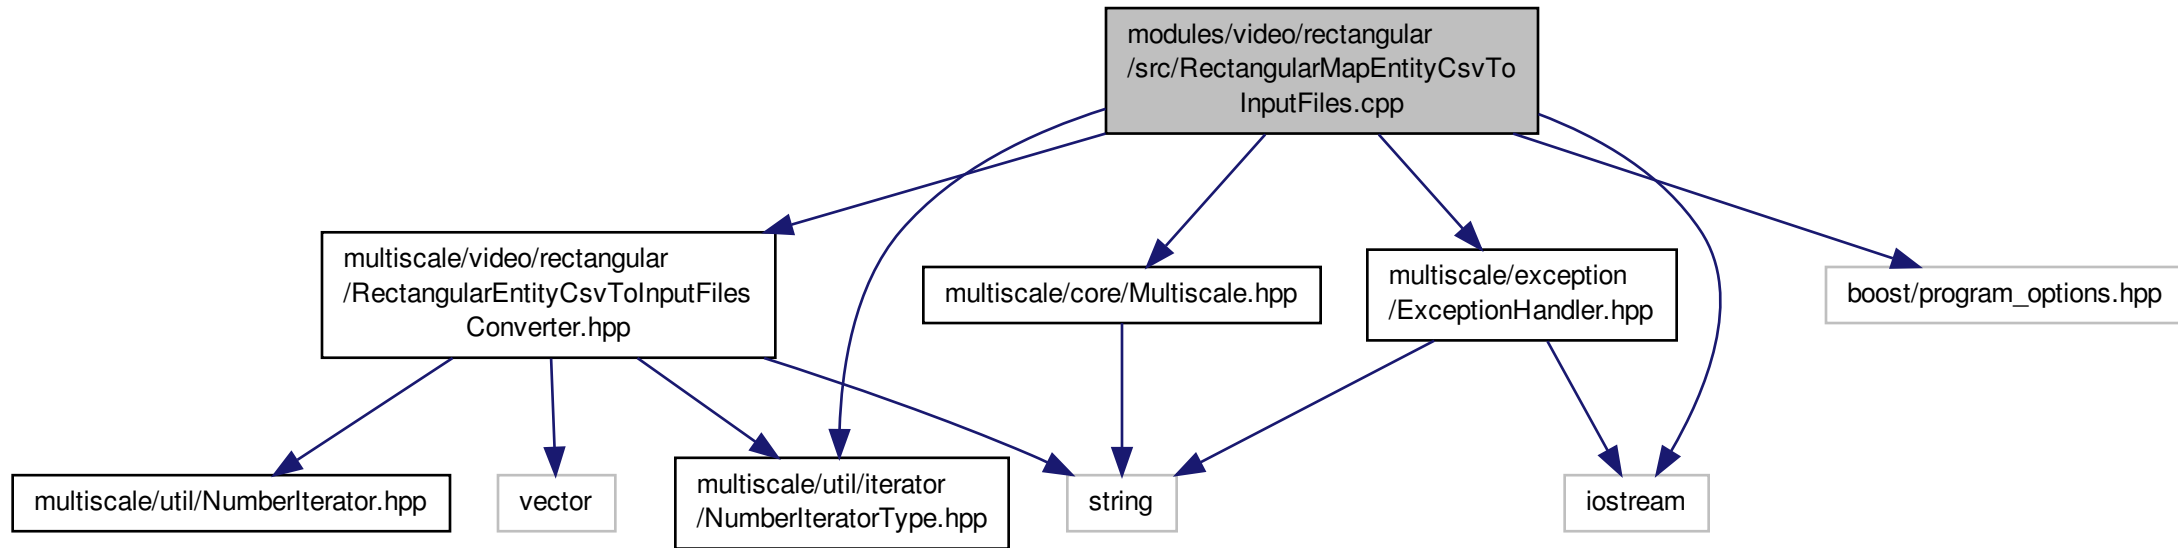 modules/video/rectangular
/src/RectangularMapEntityCsvTo
InputFiles.cpp
multiscale/video/rectangular
/RectangularEntityCsvToInputFiles
Converter.hpp
multiscale/core/Multiscale.hpp
multiscale/exception
/ExceptionHandler.hpp
boost/program_options.hpp
multiscale/util/NumberIterator.hpp
vector
multiscale/util/iterator
/NumberIteratorType.hpp
string
iostream